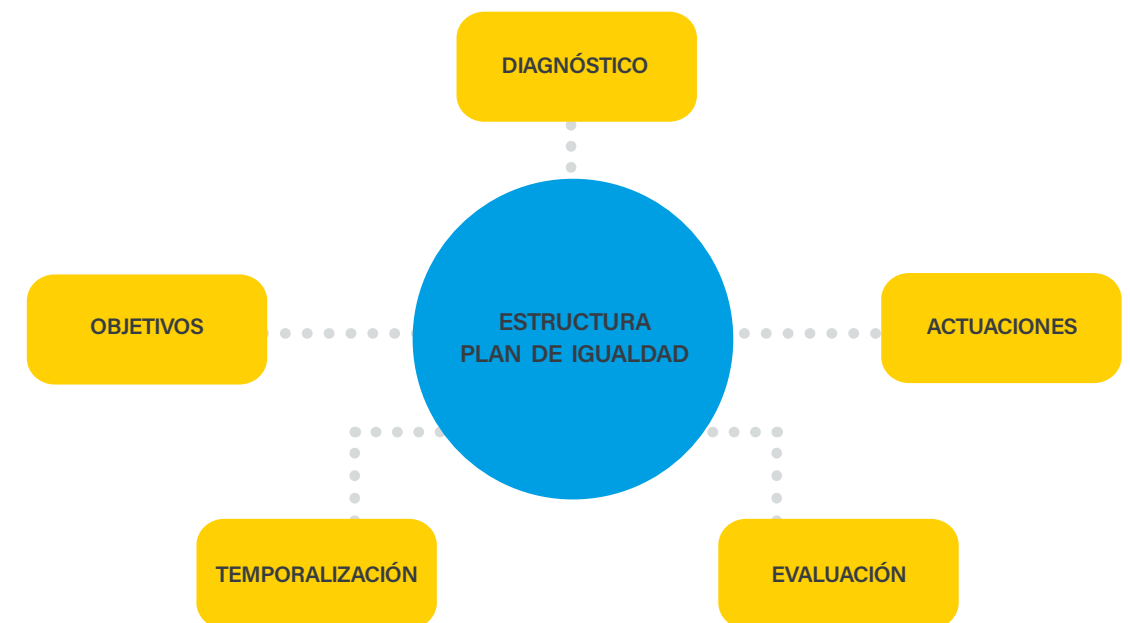 DIAGNÓSTICO
OBJETIVOS
ESTRUCTURA
PLAN DE IGUALDAD
ACTUACIONES
TEMPORALIZACIÓN
EVALUACIÓN